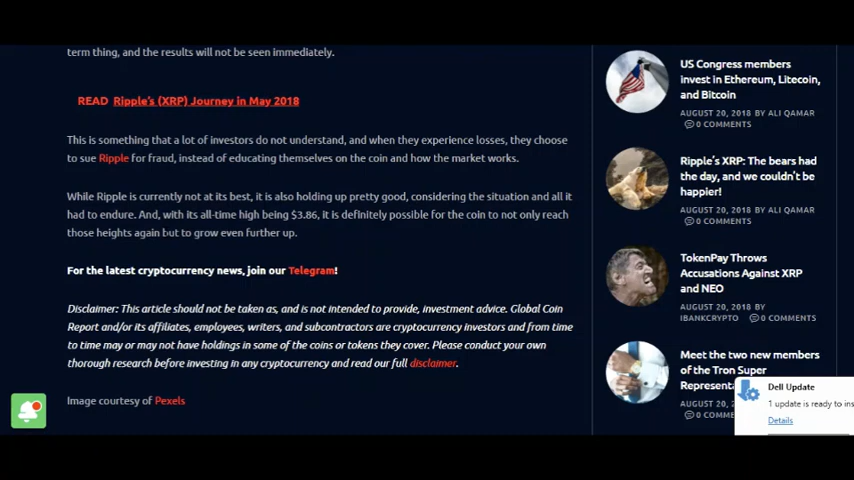 term thing, and the results will not be seen immediately.
READ Ripple's (XRP) Journey in May 2018
This is something that a lot of investors do not understand, and when they experience losses, they choose
to sue Ripple for fraud, instead of educating themselves on the coin and how the market works.
While Ripple is currently not at its best, it is also holding up pretty good, considering the situation and all it
had to endure. And, with its all-time high being $3.86, it is definitely possible for the coin to not only reach
those heights again but to grow even further up.
For the latest cryptocurrency news, join our Telegram!
Disclaimer: This article should not be taken as, and is not intended to provide, investment advice. Global Coin
Report and/or its affiliates, employees, writers, and subcontractors are cryptocurrency investors and from time
to time may or may not have holdings in some of the coins or tokens they cover. Please conduct your own
thorough research before investing in any cryptocurrency and read our full disclaimer.
Image courtesy of Pexels
US Congress members
invest in Ethereum, Litecoin,
and Bitcoin
AUGUST 20, 2018 BY ALI QAMAR
0 COMMENTS
Ripple's XRP: The bears had
the day, and we couldn't be
happier!
AUGUST 20, 2018 BY ALI QAMAR
0 COMMENTS
TokenPay Throws
Accusations Against XRP
and NEO
AUGUST 20, 2018 BY
IBANKCRYPTO 0 COMMENTS
Meet the two new members
of the Tron Super
Representa
AUGUST 20, 2
0 COMME
Dell Update
1 update is ready to ins
Details